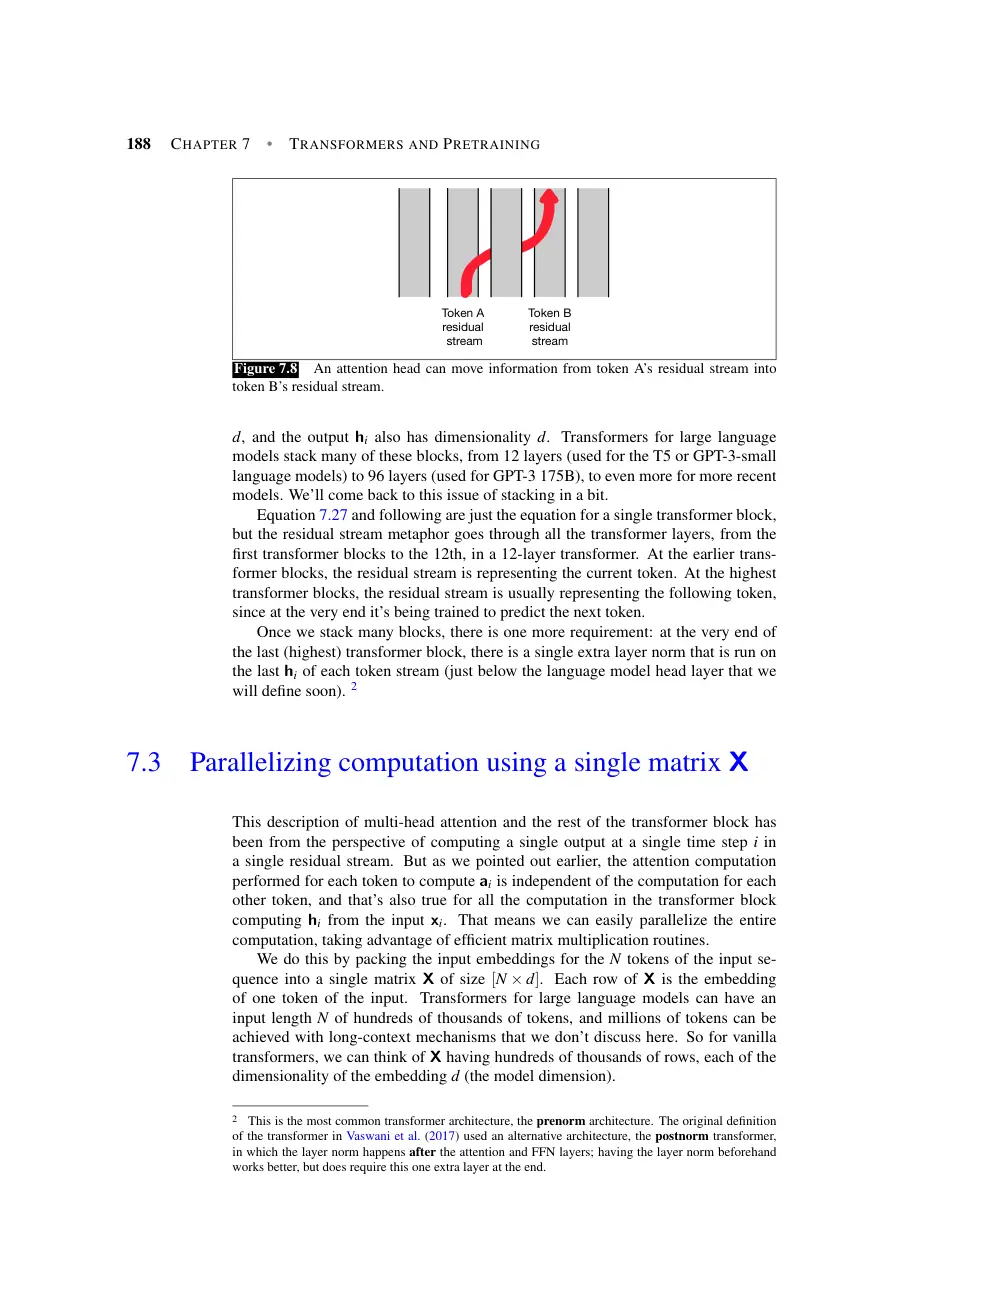 188 CHAPTER 7 • TRANSFORMERS AND PRETRAINING
Token A
residual
stream
Token B
residual
stream
Figure 7.8 An attention head can move information from token A's residual stream into
token B's residual stream.
d, and the output hi also has dimensionality d. Transformers for large language
models stack many of these blocks, from 12 layers (used for the T5 or GPT-3-small
language models) to 96 layers (used for GPT-3 175B), to even more for more recent
models. We'll come back to this issue of stacking in a bit.
Equation 7.27 and following are just the equation for a single transformer block,
but the residual stream metaphor goes through all the transformer layers, from the
first transformer blocks to the 12th, in a 12-layer transformer. At the earlier trans-
former blocks, the residual stream is representing the current token. At the highest
transformer blocks, the residual stream is usually representing the following token,
since at the very end it's being trained to predict the next token.
Once we stack many blocks, there is one more requirement: at the very end of
the last (highest) transformer block, there is a single extra layer norm that is run on
the last hi of each token stream (just below the language model head layer that we
will define soon). 2
7.3 Parallelizing computation using a single matrix X
This description of multi-head attention and the rest of the transformer block has
been from the perspective of computing a single output at a single time step i in
a single residual stream. But as we pointed out earlier, the attention computation
performed for each token to compute ai is independent of the computation for each
other token, and that's also true for all the computation in the transformer block
computing hi from the input xi. That means we can easily parallelize the entire
computation, taking advantage of efficient matrix multiplication routines.
We do this by packing the input embeddings for the N tokens of the input se-
quence into a single matrix X of size [N × d]. Each row of X is the embedding
of one token of the input. Transformers for large language models can have an
input length N of hundreds of thousands of tokens, and millions of tokens can be
achieved with long-context mechanisms that we don't discuss here. So for vanilla
transformers, we can think of X having hundreds of thousands of rows, each of the
dimensionality of the embedding d (the model dimension).
2 This is the most common transformer architecture, the prenorm architecture. The original definition
of the transformer in Vaswani et al. (2017) used an alternative architecture, the postnorm transformer,
in which the layer norm happens after the attention and FFN layers; having the layer norm beforehand
works better, but does require this one extra layer at the end.